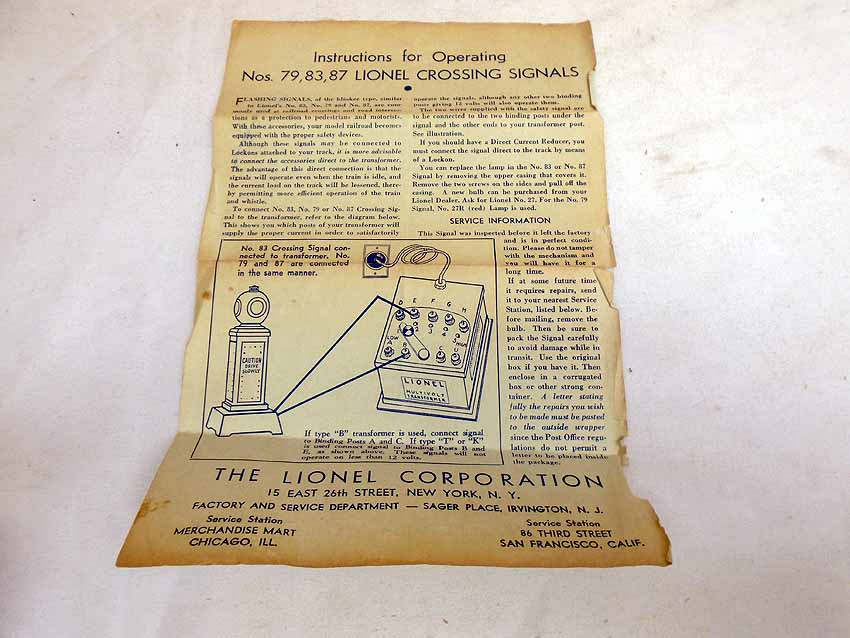 Instructions for Operating
Nos. 79,83,87 LIONEL CROSSING SIGNALS
FLASHING SIGNALS, of the blinker type, similar
to Lionel's No. 83, No. 79 and No. 87, are com-
monly used at railroad crossings and road intersec-
tions as a protection to pedestrians and motorists.
With these accessories, your model railroad becomes
equipped with the proper safety devices.
Although these signals may be connected to
Lockons attached to your track, it is more advisable
to connect the accessories direct to the transformer.
The advantage of this direct connection is that the
signals will operate even when the train is idle, and
the current load on the track will be lessened, there-
by permitting more efficient operation of the train
and whistle.
To connect No. 83, No. 79 or No. 87 Crossing Sig-
nal to the transformer, refer to the diagram below.
This shows you which posts of your transformer will
supply the proper current in order to satisfactorily
operate the signals, although any other two binding
posts giving 12 volts will also operate them.
The two wires supplied with the safety signal are
to be connected to the two binding posts under the
signal and the other ends to your transformer post.
See illustration.
If you should have a Direct Current Reducer, you
must connect the signal direct to the track by means
of a Lockon.
You can replace the lamp in the No. 83 or No. 87
Signal by removing the upper casing that covers it.
Remove the two screws on the sides and pull off the
casing. A new bulb can be purchased from your
Lionel Dealer. Ask for Lionel No. 27. For the No. 79
Signal, No. 27R (red) Lamp is used.
SERVICE INFORMATION
This Signal was inspected before it left the factory
and is in perfect condi-
tion. Please do not tamper
with the mechanism and
you will have it for a
long time.
If at some future time
it requires repairs, send
it to your nearest Service
Station, listed below. Be-
fore mailing, remove the
bulb. Then be sure to
pack the Signal carefully
to avoid damage while in
transit. Use the original
box if you have it. Then
enclose in a corrugated
box or other strong con-
tainer. A letter stating
fully the repairs you wish
to be made must be pasted
to the outside wrapper
since the Post Office regu-
lations do not permit a
letter to be placed inside
the package.
No. 83 Crossing Signal con-
nected to transformer. No.
79 and 87 are connected
in the same manner.
D E F G H
LOW
A B C U
HIGH
CAUTION
DRIVE
SLOWLY
LIONEL
MULTIVOLT
TRANSFORMER
If type "B" transformer is used, connect signal
to Binding Posts A and C. If type "T" or "K"
is used connect signal to Binding Posts B and
E, as shown above. These signals will not
operate on less than 12 volts.
THE LIONEL CORPORATION
15 EAST 26th STREET, NEW YORK, N. Y.
FACTORY AND SERVICE DEPARTMENT — SAGER PLACE, IRVINGTON, N. J.
Service Station
MERCHANDISE MART
CHICAGO, ILL.
Service Station
86 THIRD STREET
SAN FRANCISCO, CALIF.